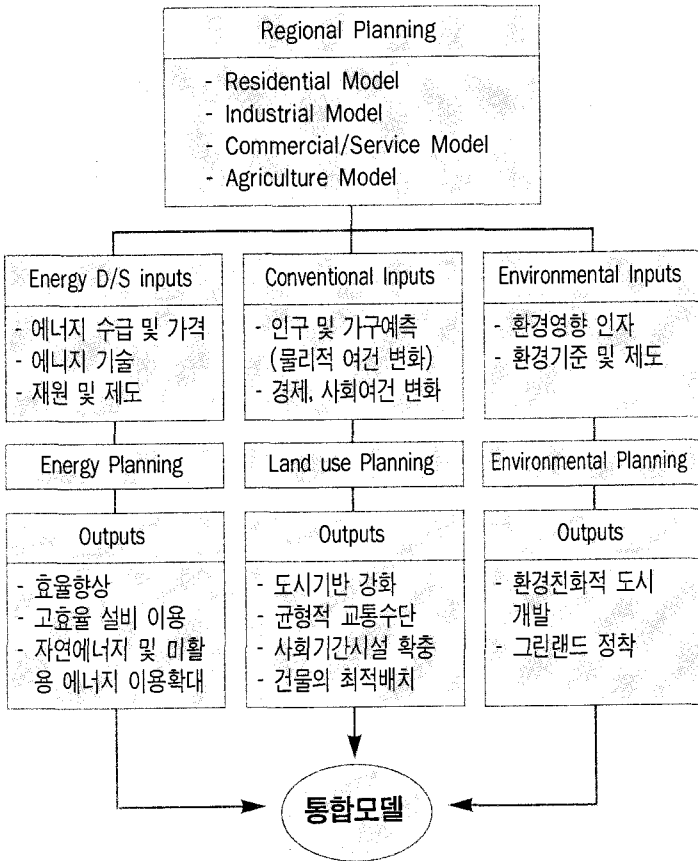 Regional Planning
- Residential Model
- Industrial Model
- Commercial/Service Model
- Agriculture Model
Energy D/S inputs
- 에너지 수급 및 가격
- 에너지 기술
- 재원 및 제도
Conventional Inputs
- 인구 및 가구예측
(물리적 여건 변화)
- 경제, 사회여건 변화
Environmental Inputs
- 환경영향 인자
- 환경기준 및 제도
Energy Planning
Land use Planning
Environmental Planning
Outputs
- 효율향상
- 고효율 설비 이용
- 자연에너지 및 미활
용 에너지 이용확대
Outputs
- 도시기반 강화
- 균형적 교통수단
- 사회기간시설 확충
- 건물의 최적배치
Outputs
- 환경친화적 도시
개발
- 그린랜드 정착
통합모델